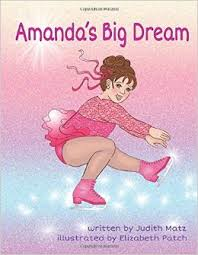 Amanda's Big Dream
written by Judith Matz
illustrated by Elizabeth Patch